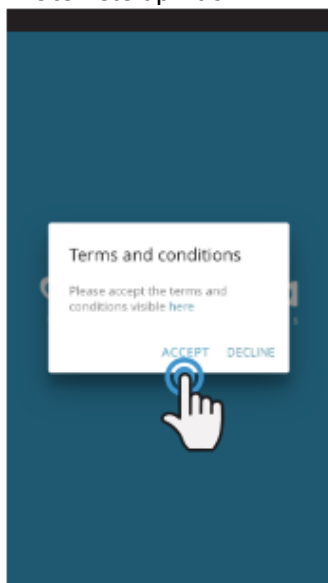 Terms and conditions
Please accept the terms and
conditions visible here
ACCEPT DECLINE